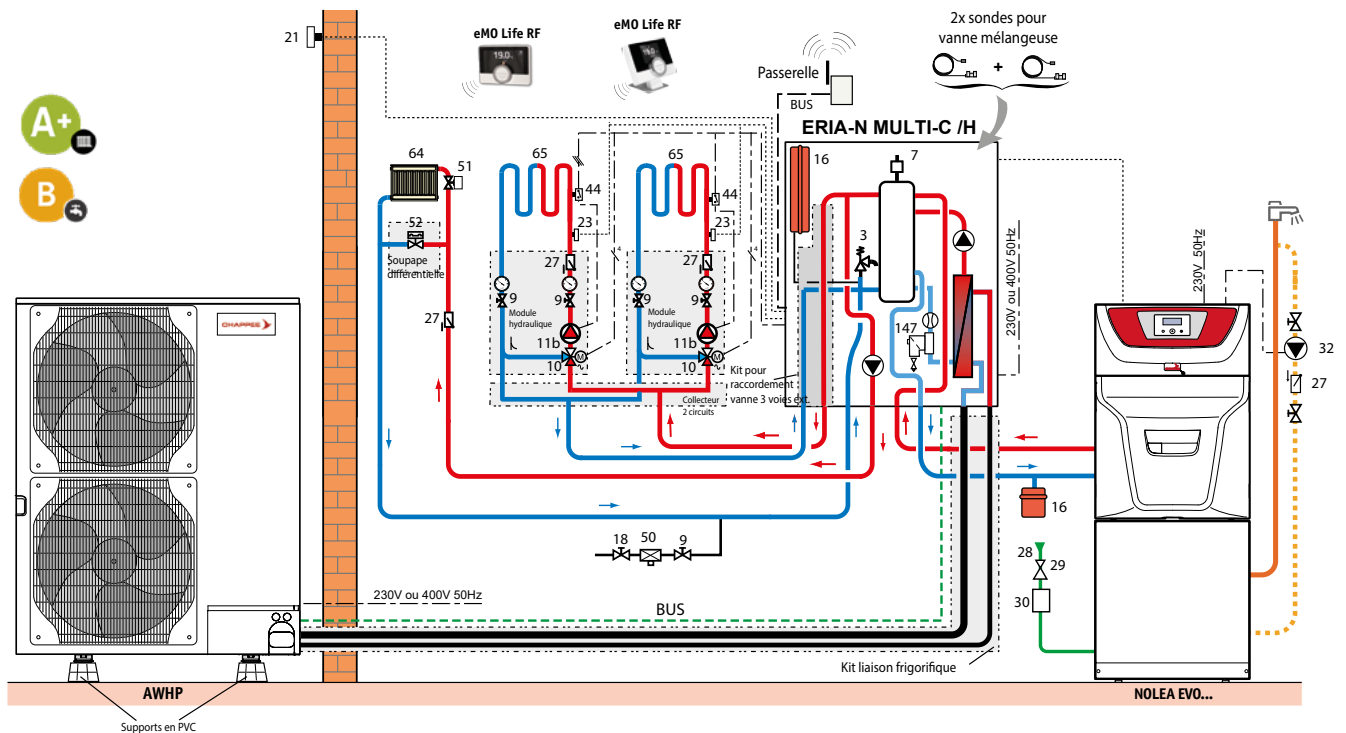 eMO Life RF
eMO Life RF
2x sondes pour
vanne mélangeuse
+
21
Passerelle
BUS
ERIA-N MULTI-C /H
A+
B
64
51
65
65
16
7
44
44
52
23
23
3
Soupape
différentielle
27
27
27
9
9
9
9
Module
hydraulique
Module
hydraulique
4
4
11b
11b
M
M
10
10
147
Kit pour
raccordement
vanne 3 voies ext.
Collecteur
2 circuits
230V ou 400V 50Hz
230V 50Hz
32
27
CHAPPEE
16
18
50
9
28
29
30
230V ou 400V 50Hz
BUS
Kit liaison frigorifique
AWHP
NOLEA EVO...
Supports en PVC